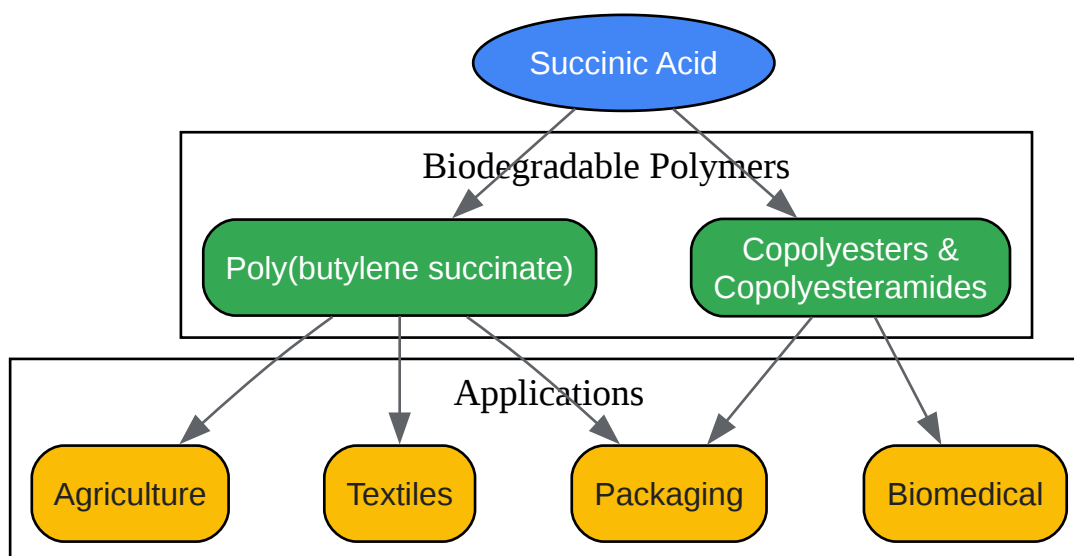 Succinic Acid
Biodegradable Polymers
Poly(butylene succinate)
Copolyesters &
Copolyesteramides
Applications
Agriculture
Textiles
Packaging
Biomedical